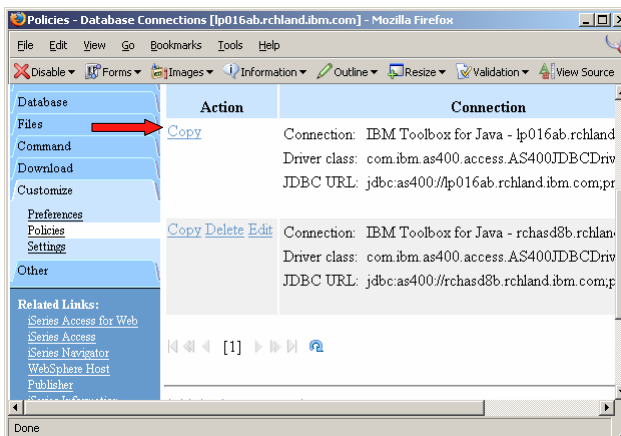 Policies - Database Connections [lp016ab.rchland.ibm.com] - Mozilla Firefox
File Edit View Go Bookmarks Tools Help
Disable Forms Images Information Outline Resize Validation View Source
Database
Files
Command
Download
Customize
Preferences
Policies
Settings
Other
Related Links:
iSeries Access for Web
iSeries Access
iSeries Navigator
WebSphere Host
Publisher
Action Connection
Copy
Connection: IBM Toolbox for Java - lp016ab.rchland
Driver class: com.ibm.as400.access.AS400JDBCDriv
JDBC URL: jdbc:as400://lp016ab.rchland.ibm.com;pr
Copy Delete Edit
Connection: IBM Toolbox for Java - rchasd8b.rchlan
Driver class: com.ibm.as400.access.AS400JDBCDriv
JDBC URL: jdbc:as400://rchasd8b.rchland.ibm.com;p
[1]
Done